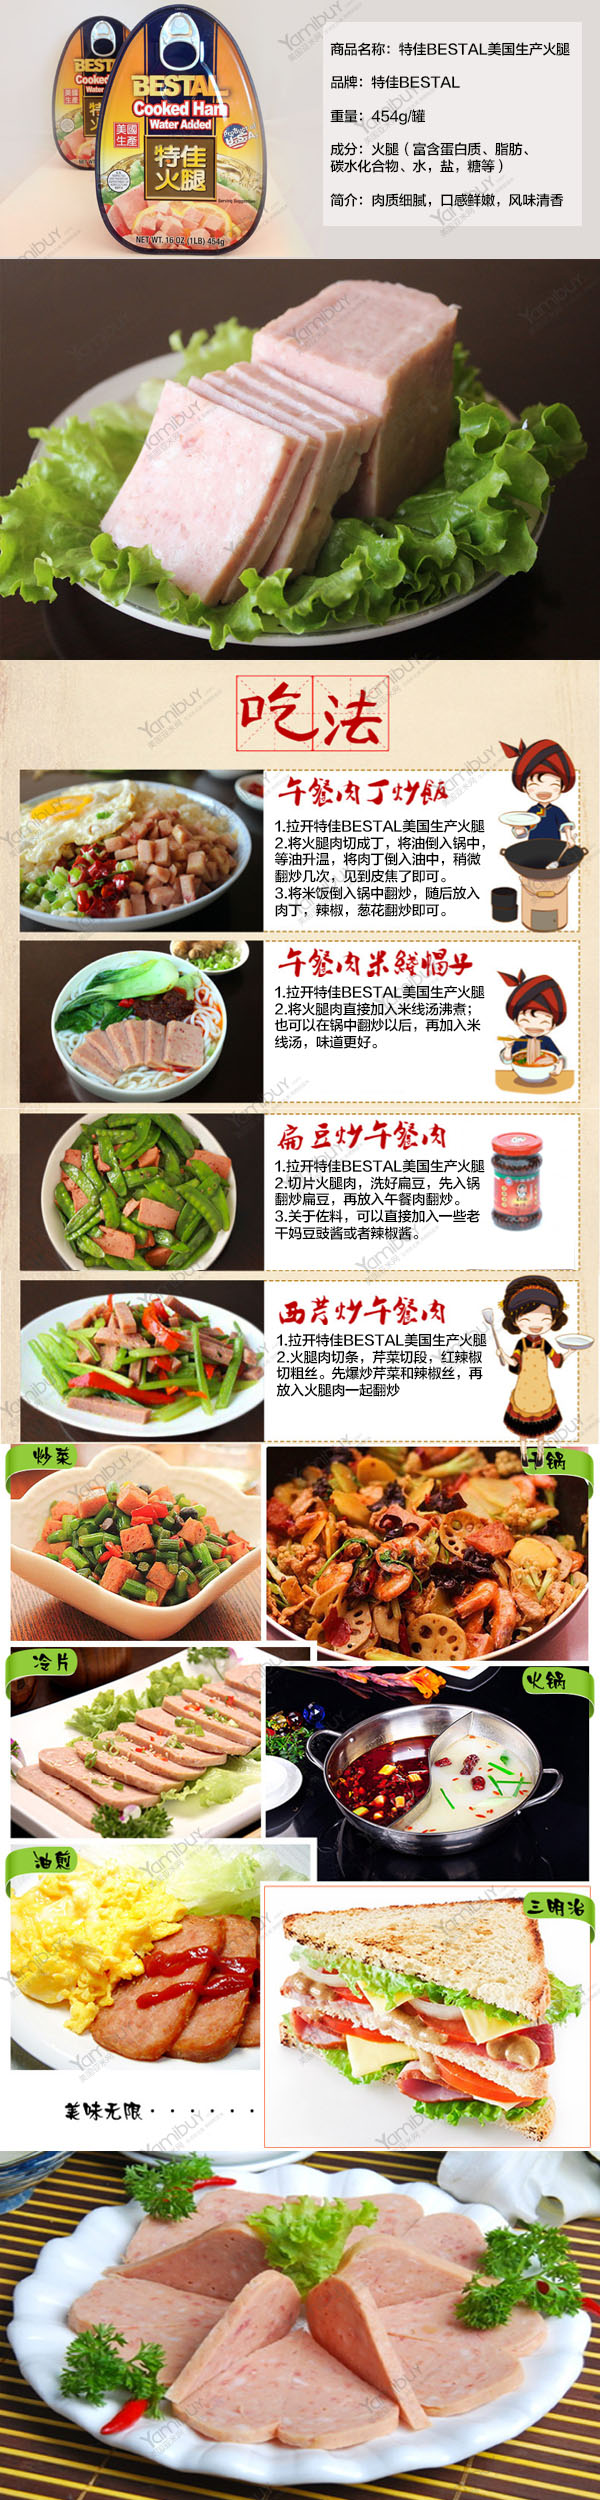 BESTAL
Cooked Ham
Water Added
美國
生產
特佳
火腿
Serving Suggestion
NET WT. 16 OZ (1LB) 454g
商品名称：特佳BESTAL美国生产火腿
品牌：特佳BESTAL
重量：454g/罐
成分：火腿（富含蛋白质、脂肪、
碳水化合物、水，盐，糖等）
简介：肉质细腻，口感鲜嫩，风味清香
吃法
午餐肉丁炒飯
1.拉开特佳BESTAL美国生产火腿
2.将火腿肉切成丁，将油倒入锅中，
等油升温，将肉丁倒入油中，稍微
翻炒几次，见到皮焦了即可。
3.将米饭倒入锅中翻炒，随后放入
肉丁，辣椒，葱花翻炒即可。
午餐肉米线帽子
1.拉开特佳BESTAL美国生产火腿
2.将火腿肉直接加入米线汤沸煮；
也可以在锅中翻炒以后，再加入米
线汤，味道更好。
扁豆炒午餐肉
1.拉开特佳BESTAL美国生产火腿
2.切片火腿肉，洗好扁豆，先入锅
翻炒扁豆，再放入午餐肉翻炒。
3.关于佐料，可以直接加入一些老
干妈豆豉酱或者辣椒酱。
西芹炒午餐肉
1.拉开特佳BESTAL美国生产火腿
2.火腿肉切条，芹菜切段，红辣椒
切粗丝。先爆炒芹菜和辣椒丝，再
放入火腿肉一起翻炒
炒菜
干锅
冷片
火锅
油煎
三明治
美味无限······
Yamibuy